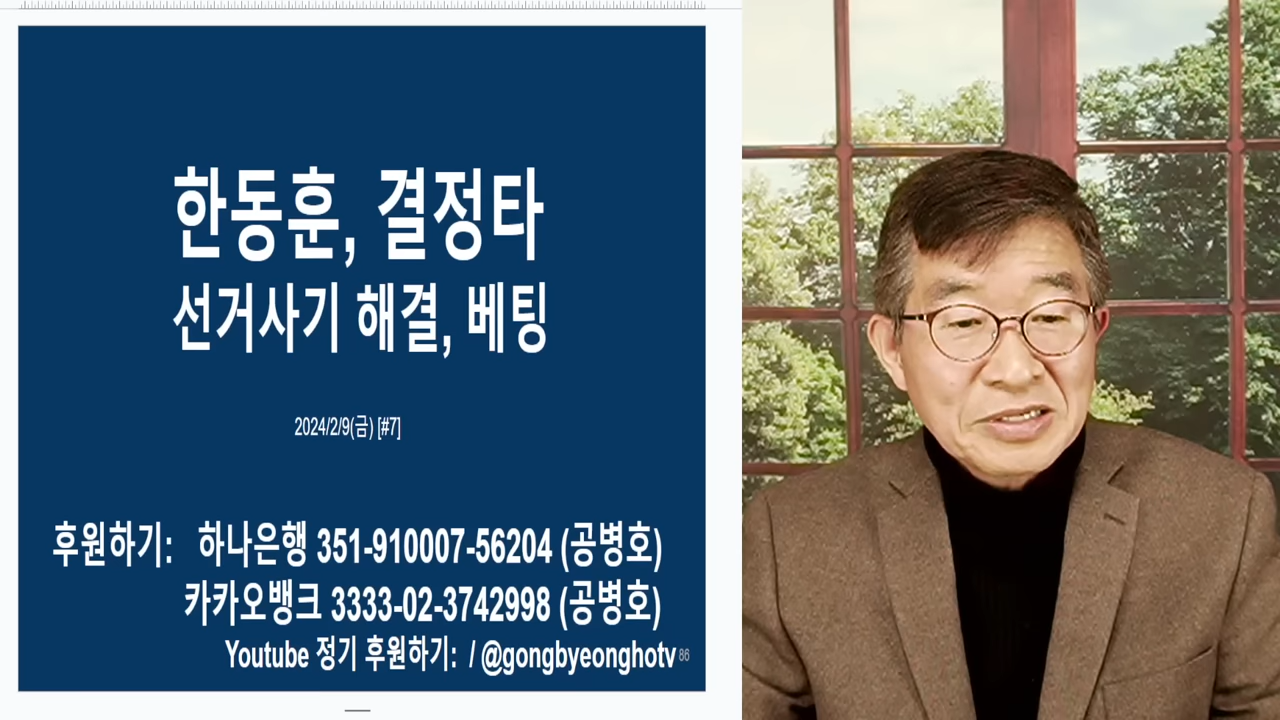 한동훈, 결정타
선거사기 해결, 베팅
2024/2/9(금) [#7]
후원하기: 하나은행 351-910007-56204 (공병호)
카카오뱅크 3333-02-3742998 (공병호)
Youtube 정기 후원하기: / @gongbyeonghotv
86